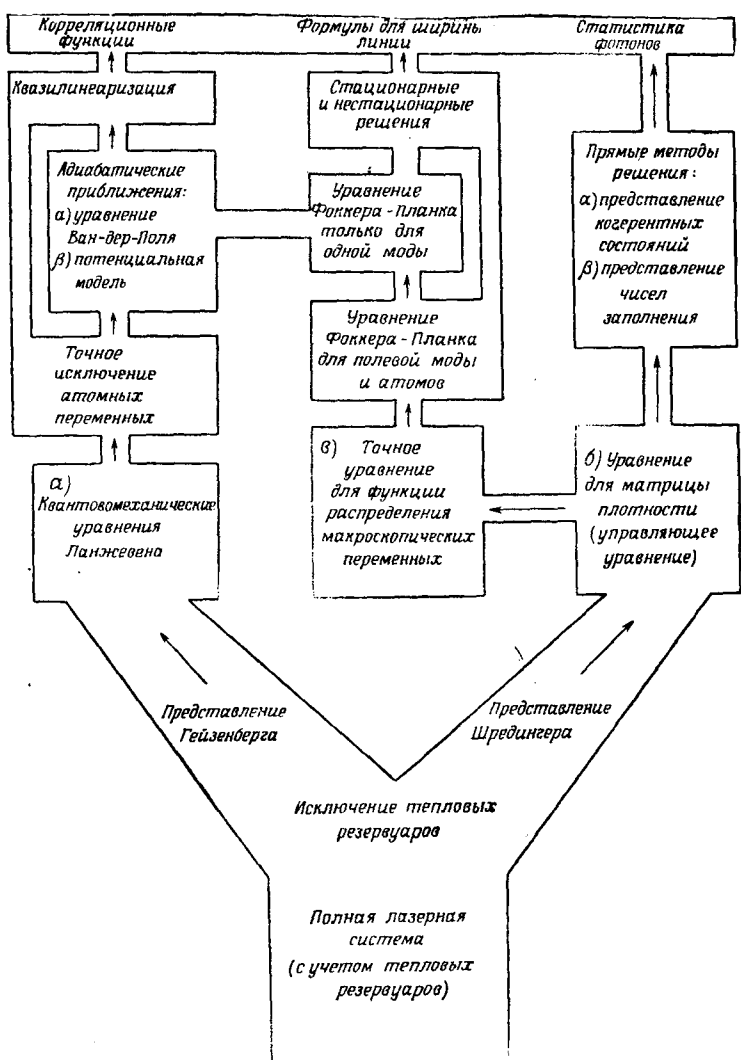 Корреляционные
функции
Формулы для ширины
линии
Статистика
фотонов
Квазилинеаризация
Стационарные
и нестационарные
решения
Прямые методы
решения:
α) представление
когерентных
состояний
β) представление
чисел
заполнения
Адиабатические
приближения:
α) уравнение
Ван-дер-Поля
β) потенциальная
модель
Уравнение
Фоккера-Планка
только для
одной моды
Точное
исключение
атомных
переменных
Уравнение
Фоккера-Планка
для полевой моды
и атомов
а)
Квантовомеханические
уравнения
Ланжевена
в) Точное
уравнение
для функции
распределения
макроскопических
переменных
б) Уравнение
для матрицы
плотности
(управляющее
уравнение)
Представление
Гейзенберга
Представление
Шредингера
Исключение тепловых
резервуаров
Полная лазерная
система
(с учетом тепловых
резервуаров)